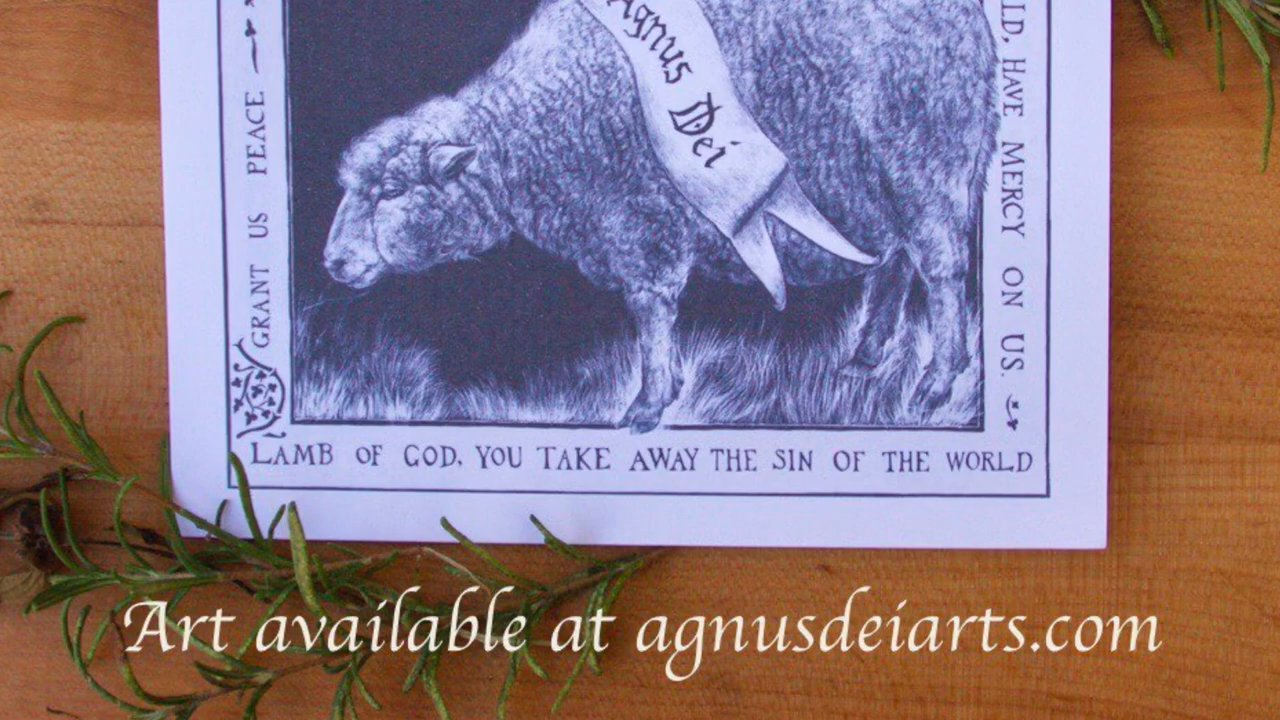 Agnus Dei
GRANT US PEACE
HAVE MERCY ON US.
LAMB OF GOD, YOU TAKE AWAY THE SIN OF THE WORLD
Art available at agnusdeiarts.com